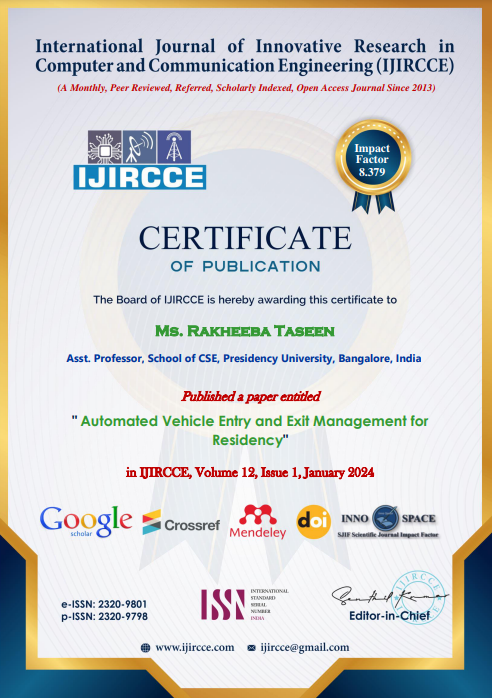 International Journal of Innovative Research in
Computer and Communication Engineering (IJIRCCE)
(A Monthly, Peer Reviewed, Referred, Scholarly Indexed, Open Access Journal Since 2013)
IJIRCCE
Impact
Factor
8.379
CERTIFICATE
OF PUBLICATION
The Board of IJIRCCE is hereby awarding this certificate to
Ms. Rakheeba Taseen
Asst. Professor, School of CSE, Presidency University, Bangalore, India
Published a paper entitled
" Automated Vehicle Entry and Exit Management for
Residency"
in IJIRCCE, Volume 12, Issue 1, January 2024
Google
scholar
Crossref
Mendeley
doi
INNO SPACE
SJIF Scientific Journal Impact Factor
e-ISSN: 2320-9801
p-ISSN: 2320-9798
ISSN
INTERNATIONAL
STANDARD
SERIAL
NUMBER
INDIA
IJIRCCE
Editor-in-Chief
www.ijircce.com ijircce@gmail.com